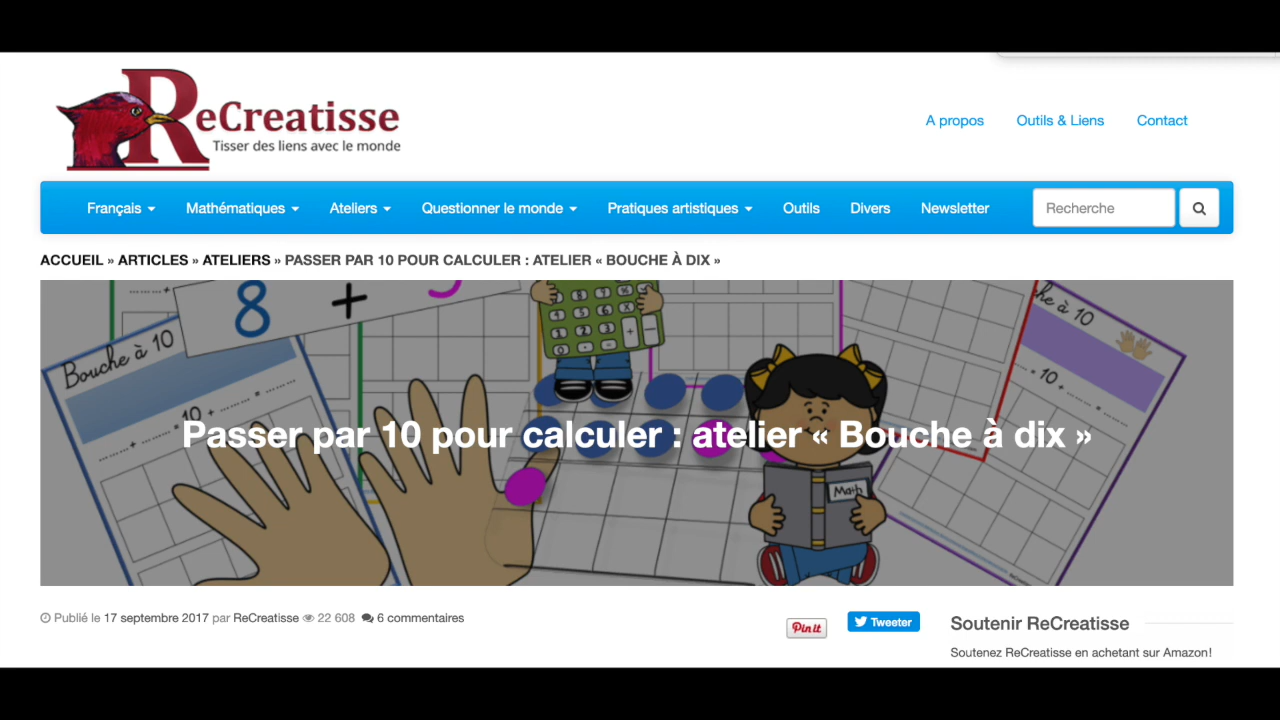 ReCreatisse
Tisser des liens avec le monde
A propos Outils & Liens Contact
Français Mathématiques Ateliers Questionner le monde Pratiques artistiques Outils Divers Newsletter Recherche
ACCUEIL » ARTICLES » ATELIERS » PASSER PAR 10 POUR CALCULER : ATELIER « BOUCHE À DIX »
8 +
Bouche à 10
che à 10
...... + ...... = 10 + ...... = ......
Passer par 10 pour calculer : atelier « Bouche à dix »
Math
Publié le 17 septembre 2017 par ReCreatisse 22 608 6 commentaires
Pin it
Tweeter
Soutenir ReCreatisse
Soutenez ReCreatisse en achetant sur Amazon!